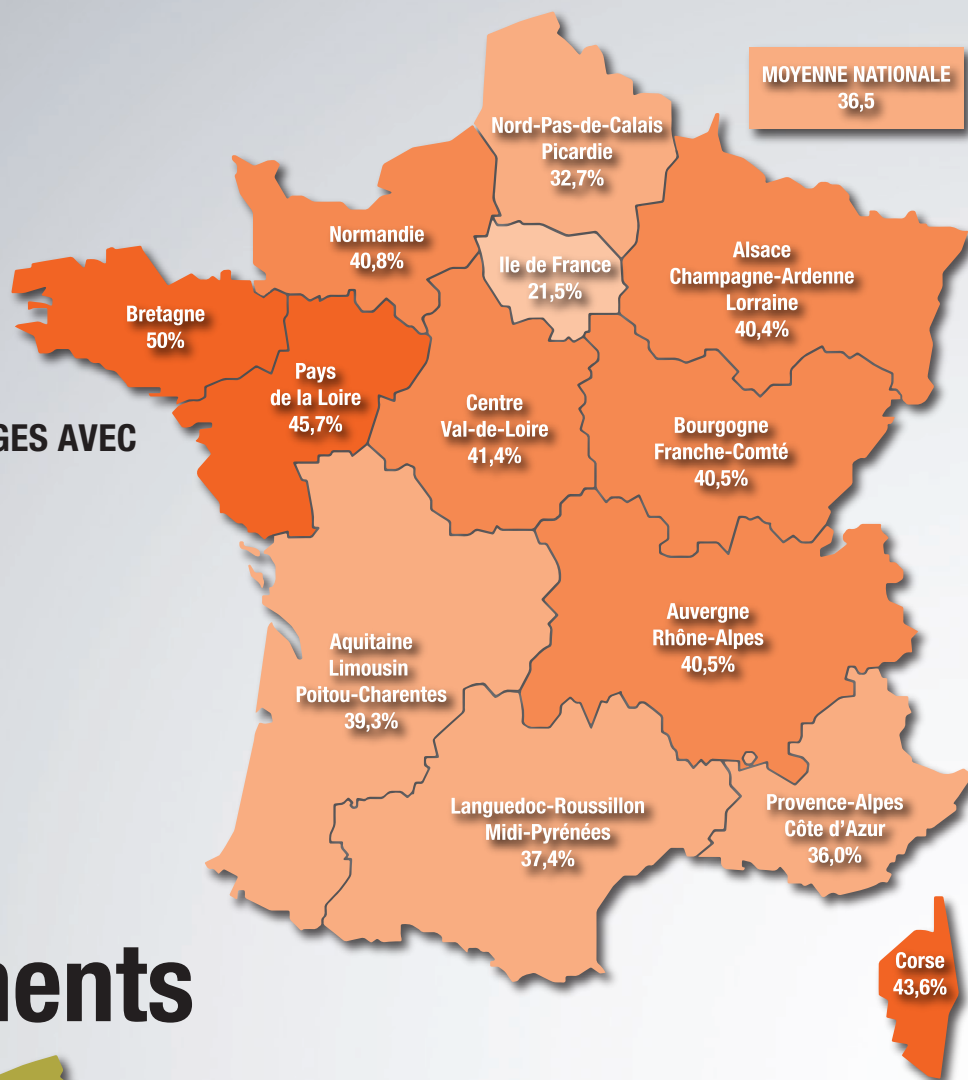 MOYENNE NATIONALE
36,5
Nord-Pas-de-Calais
Picardie
32,7%
Normandie
40,8%
Ile de France
21,5%
Alsace
Champagne-Ardenne
Lorraine
40,4%
Bretagne
50%
Pays
de la Loire
45,7%
Centre
Val-de-Loire
41,4%
Bourgogne
Franche-Comté
40,5%
GES AVEC
Auvergne
Rhône-Alpes
40,5%
Aquitaine
Limousin
Poitou-Charentes
39,3%
Languedoc-Roussillon
Midi-Pyrénées
37,4%
Provence-Alpes
Côte d'Azur
36,0%
Corse
43,6%
ments